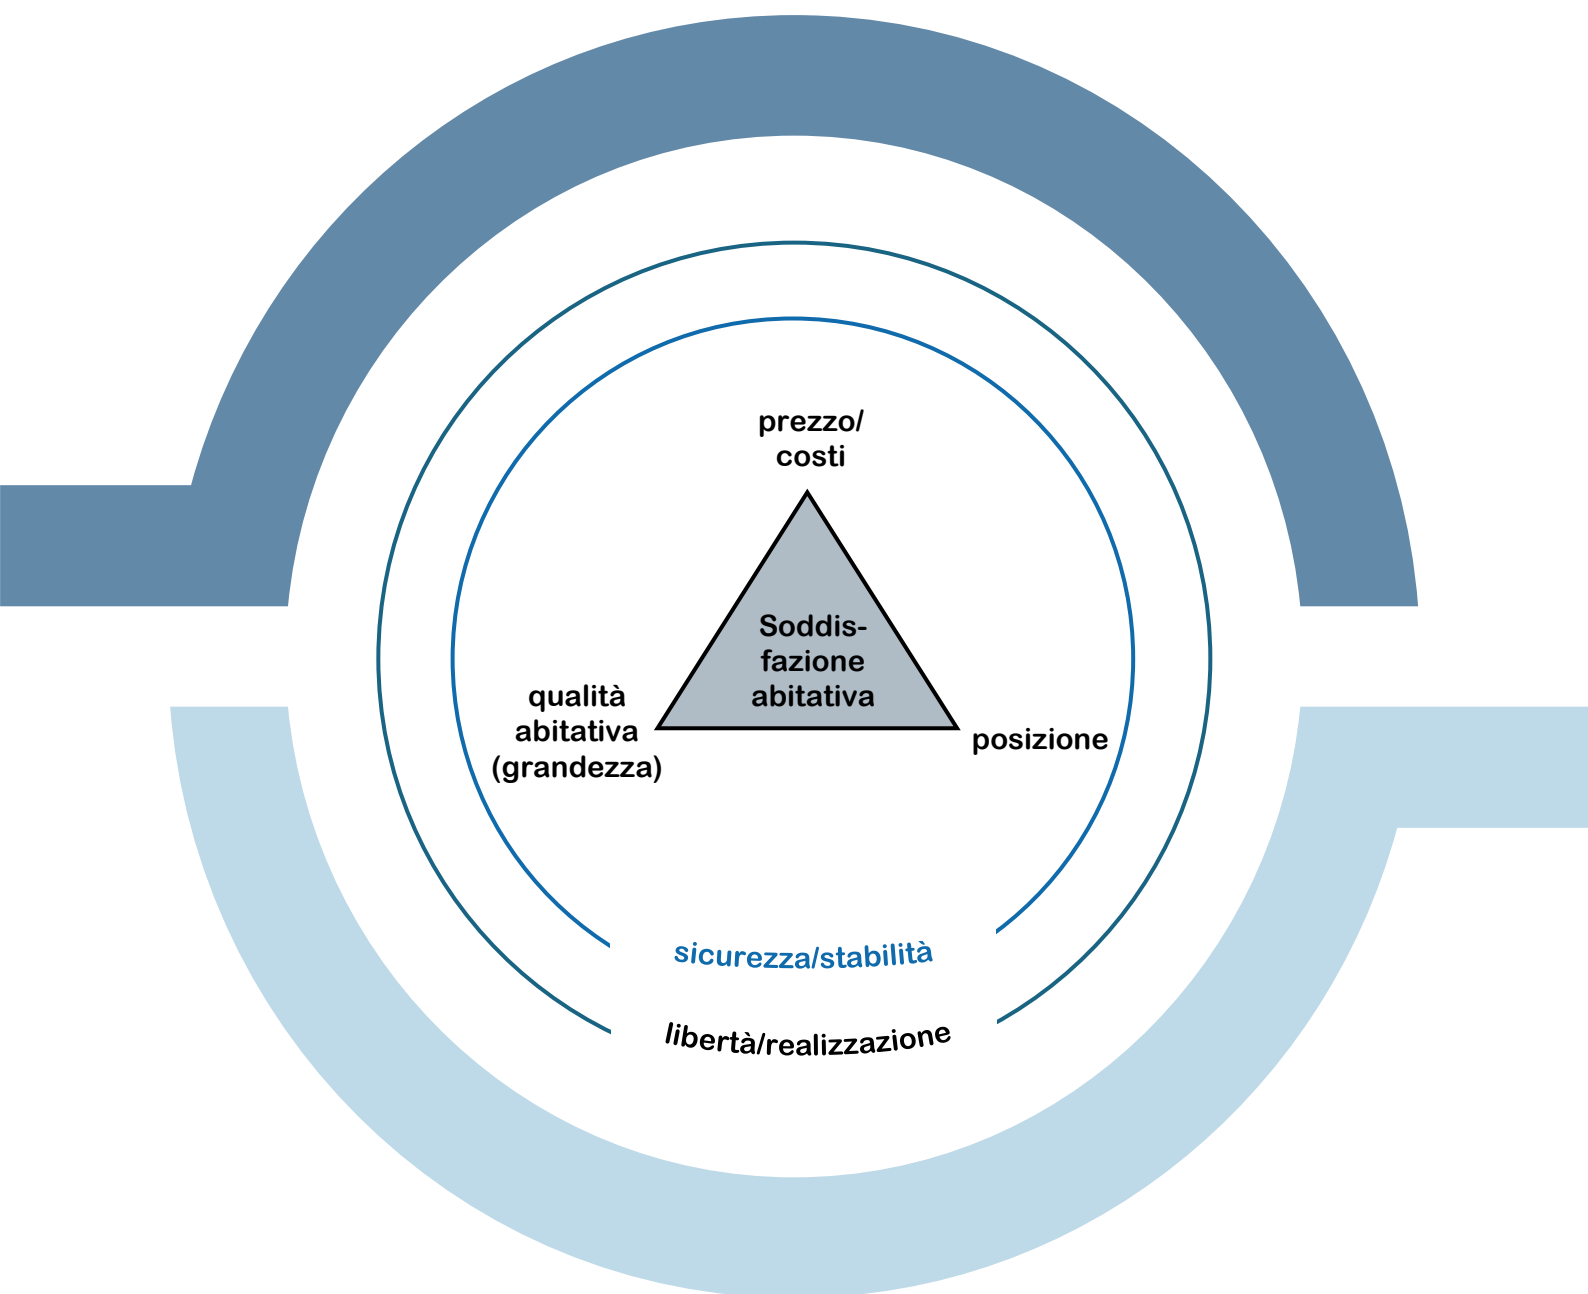 prezzo/
costi
Soddis-
fazione
abitativa
qualità
abitativa
(grandezza)
posizione
sicurezza/stabilità
libertà/realizzazione